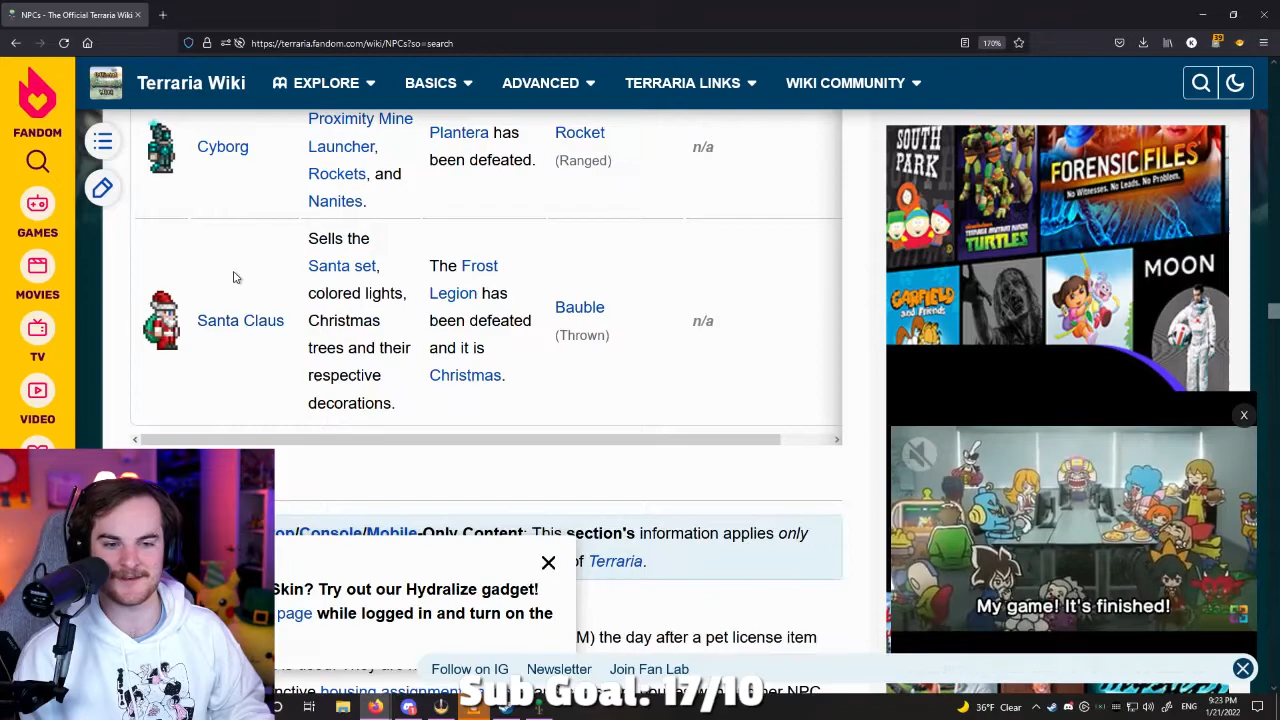 NPCs - The Official Terraria Wiki
https://terraria.fandom.com/wiki/NPCs?so=search
170%
39
FANDOM
GAMES
MOVIES
TV
VIDEO
Terraria Wiki
EXPLORE
BASICS
ADVANCED
TERRARIA LINKS
WIKI COMMUNITY
Cyborg
Proximity Mine
Launcher,
Rockets, and
Nanites.
Plantera has
been defeated.
Rocket
(Ranged)
n/a
Santa Claus
Sells the
Santa set,
colored lights,
Christmas
trees and their
respective
decorations.
The Frost
Legion has
been defeated
and it is
Christmas.
Bauble
(Thrown)
n/a
op/Console/Mobile-Only Content: This section's information applies only
of Terraria.
Skin? Try out our Hydralize gadget!
page while logged in and turn on the
M) the day after a pet license item
housing assignment
NPC
Follow on IG
Newsletter
Join Fan Lab
SOUTH
PARK
TEENAGE MUTANT NINJA
TURTLES
FORENSIC FILES
No Witnesses. No Leads. No Problem.
GARFIELD
and Friends
MOON
X
My game! It's finished!
Sub Goal: 17/10
34°F Clear
9:23 PM
1/21/2022